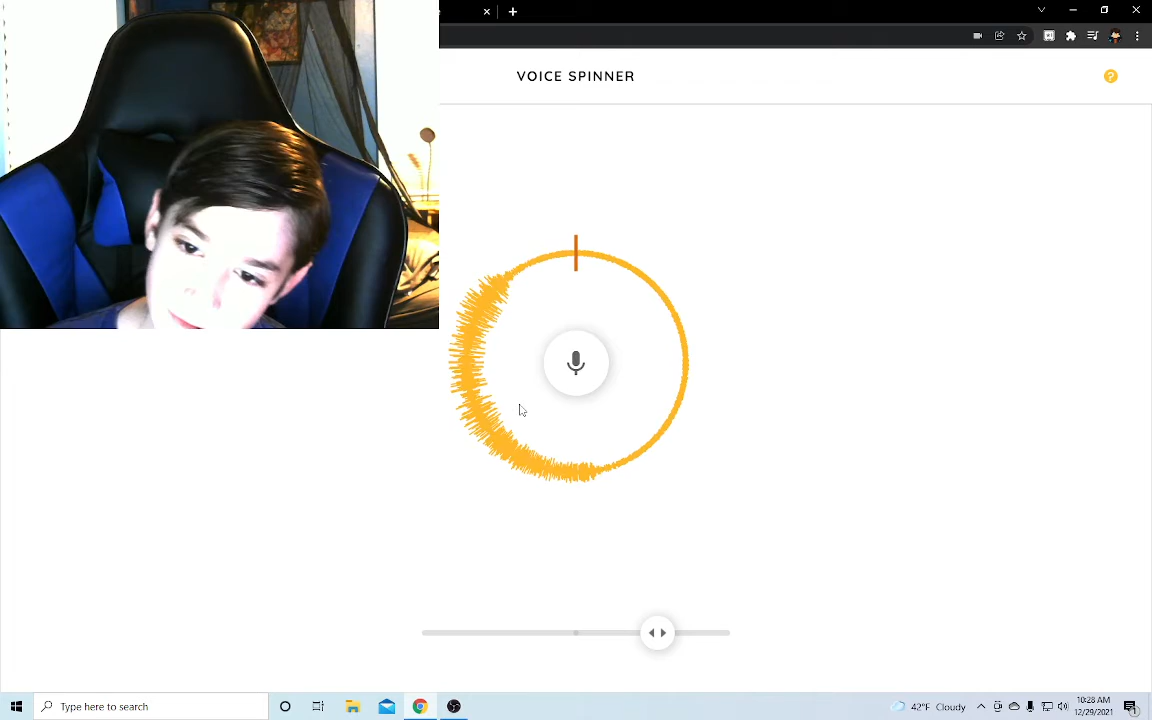 VOICE SPINNER
?
Type here to search
42°F Cloudy
10:28 AM
12/29/2021